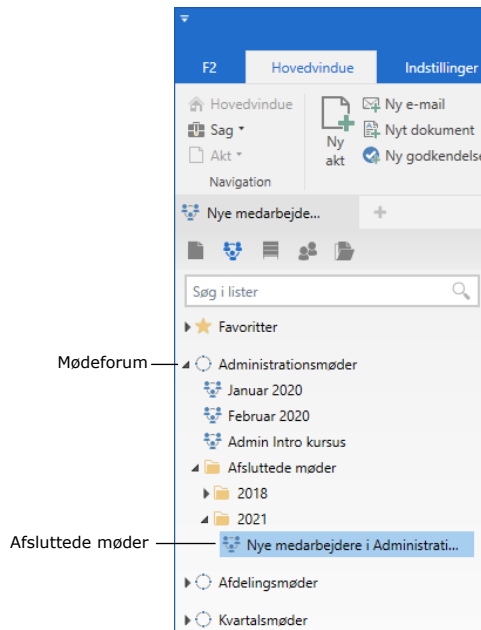 F2
Hovedvindue
Indstillinger
Hovedvindue
Sag
Akt
Navigation
Ny
akt
Ny e-mail
Nyt dokument
Ny godkendelse
Nye medarbejde...
Søg i lister
Favoritter
Mødeforum
Administrationsmøder
Januar 2020
Februar 2020
Admin Intro kursus
Afsluttede møder
2018
2021
Afsluttede møder
Nye medarbejdere i Administrati...
Afdelingsmøder
Kvartalsmøder